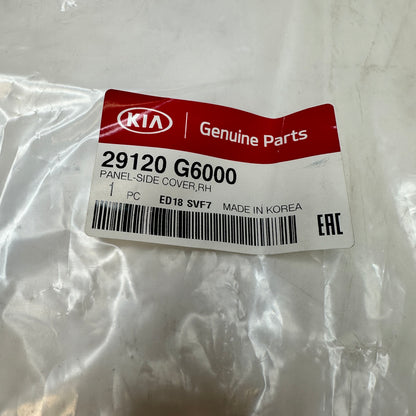 KIA Genuine Parts
29120 G6000
PANEL-SIDE COVER,RH
1 PC ED18 SVF7 MADE IN KOREA
EAC